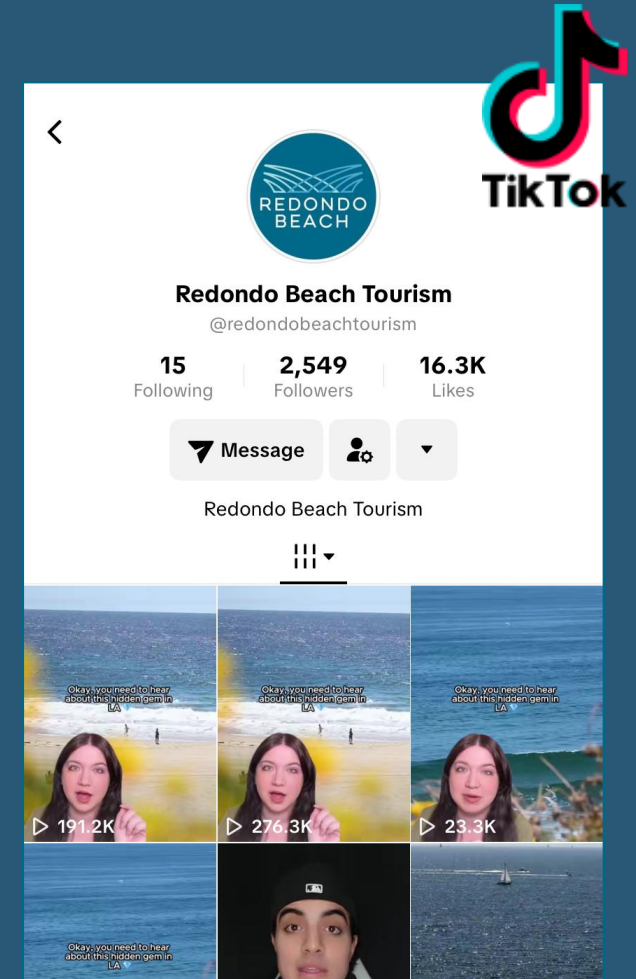 TikTok
REDONDO
BEACH
Redondo Beach Tourism
@redondobeachtourism
15 2,549 16.3K
Following Followers Likes
Message
Redondo Beach Tourism
Okay, you need to hear
about this hidden gem in
LA
Okay, you need to hear
about this hidden gem in
LA
Okay, you need to hear
about this hidden gem in
LA
191.2K 276.3K 23.3K
Okay, you need to hear
about this hidden gem in
LA